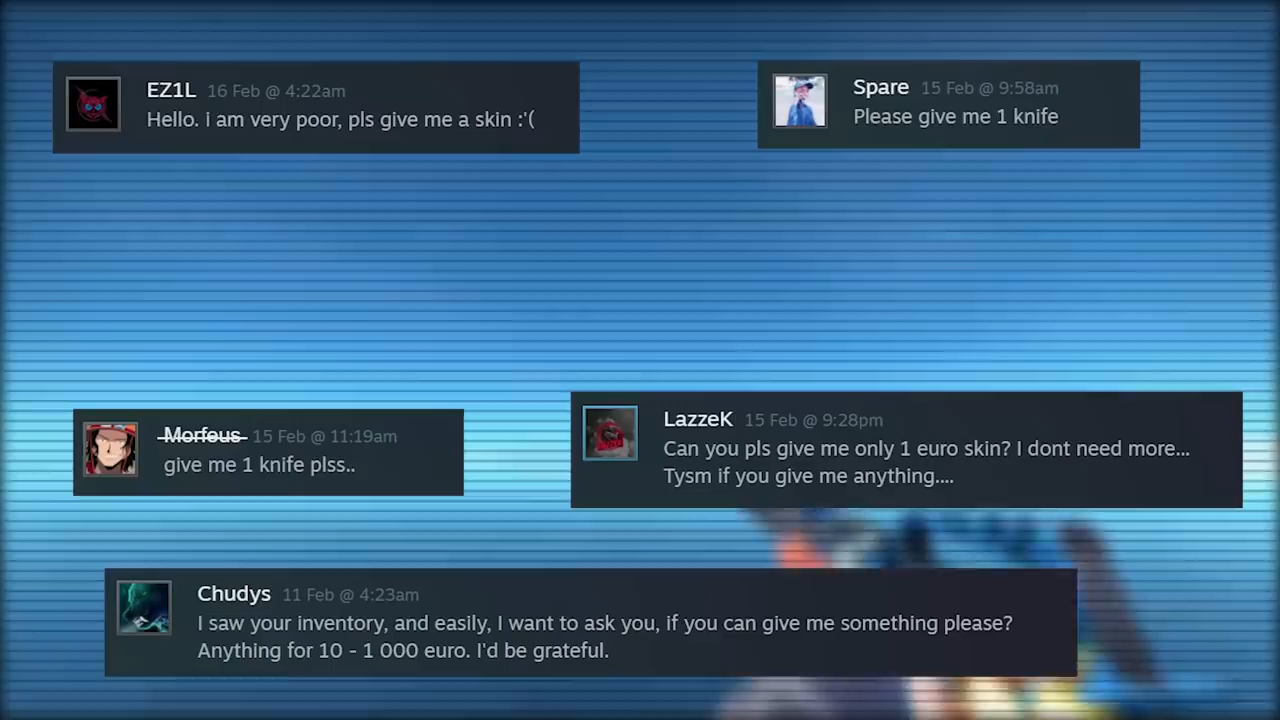 EZ1L 16 Feb @ 4:22am
Hello. i am very poor, pls give me a skin :'(
Spare 15 Feb @ 9:58am
Please give me 1 knife
Morfeus 15 Feb @ 11:19am
give me 1 knife plss..
LazzeK 15 Feb @ 9:28pm
Can you pls give me only 1 euro skin? I dont need more...
Tysm if you give me anything....
Chudys 11 Feb @ 4:23am
I saw your inventory, and easily, I want to ask you, if you can give me something please?
Anything for 10 - 1 000 euro. I'd be grateful.